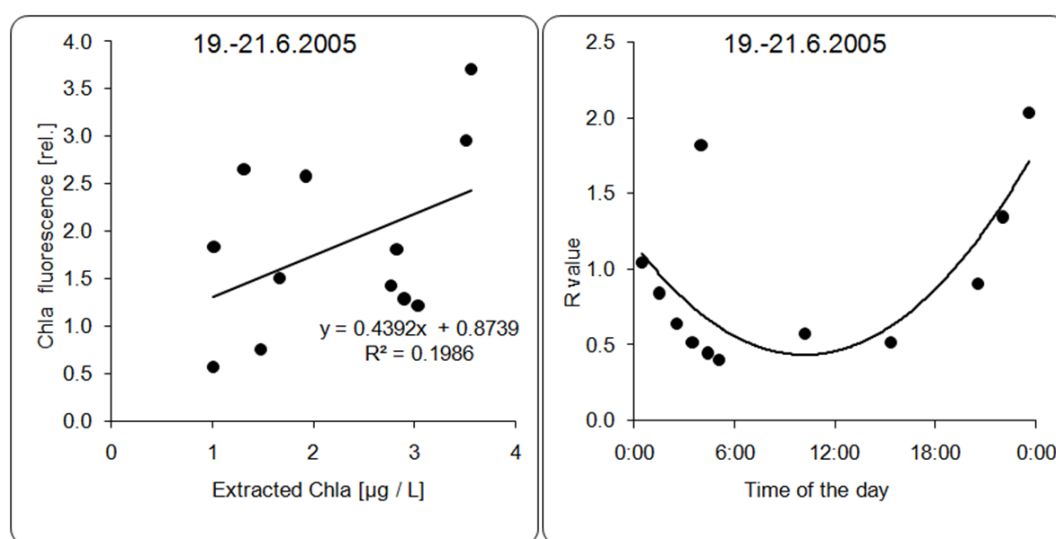 19.-21.6.2005
4.0
3.5
3.0
2.5
2.0
1.5
1.0
0.5
0.0
Chla fluorescence [rel.]
y = 0.4392x + 0.8739
R² = 0.1986
0 1 2 3 4
Extracted Chla [µg / L]
19.-21.6.2005
2.5
2.0
1.5
1.0
0.5
0.0
R value
0:00 6:00 12:00 18:00 0:00
Time of the day